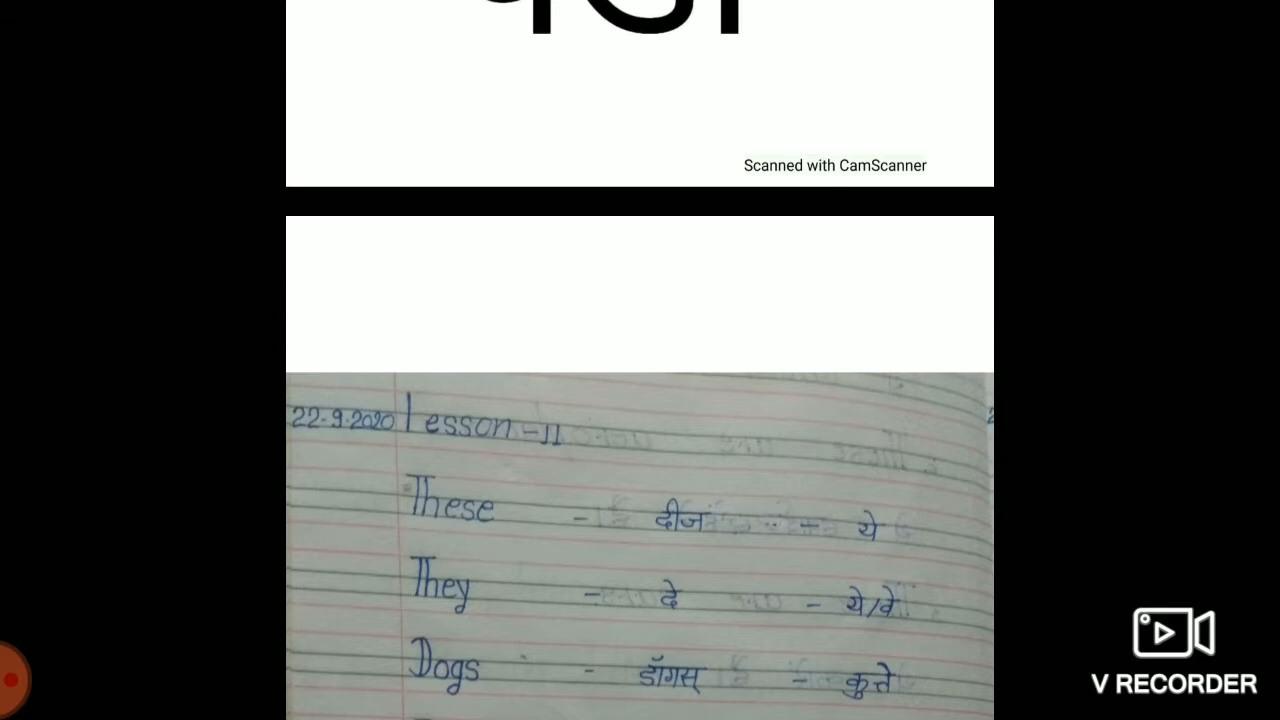 Scanned with CamScanner
22-9-2020 Lesson - 11
These - दीज - ये
They - दे - ये/वे
Dogs - डॉगस् - कुत्ते
V RECORDER